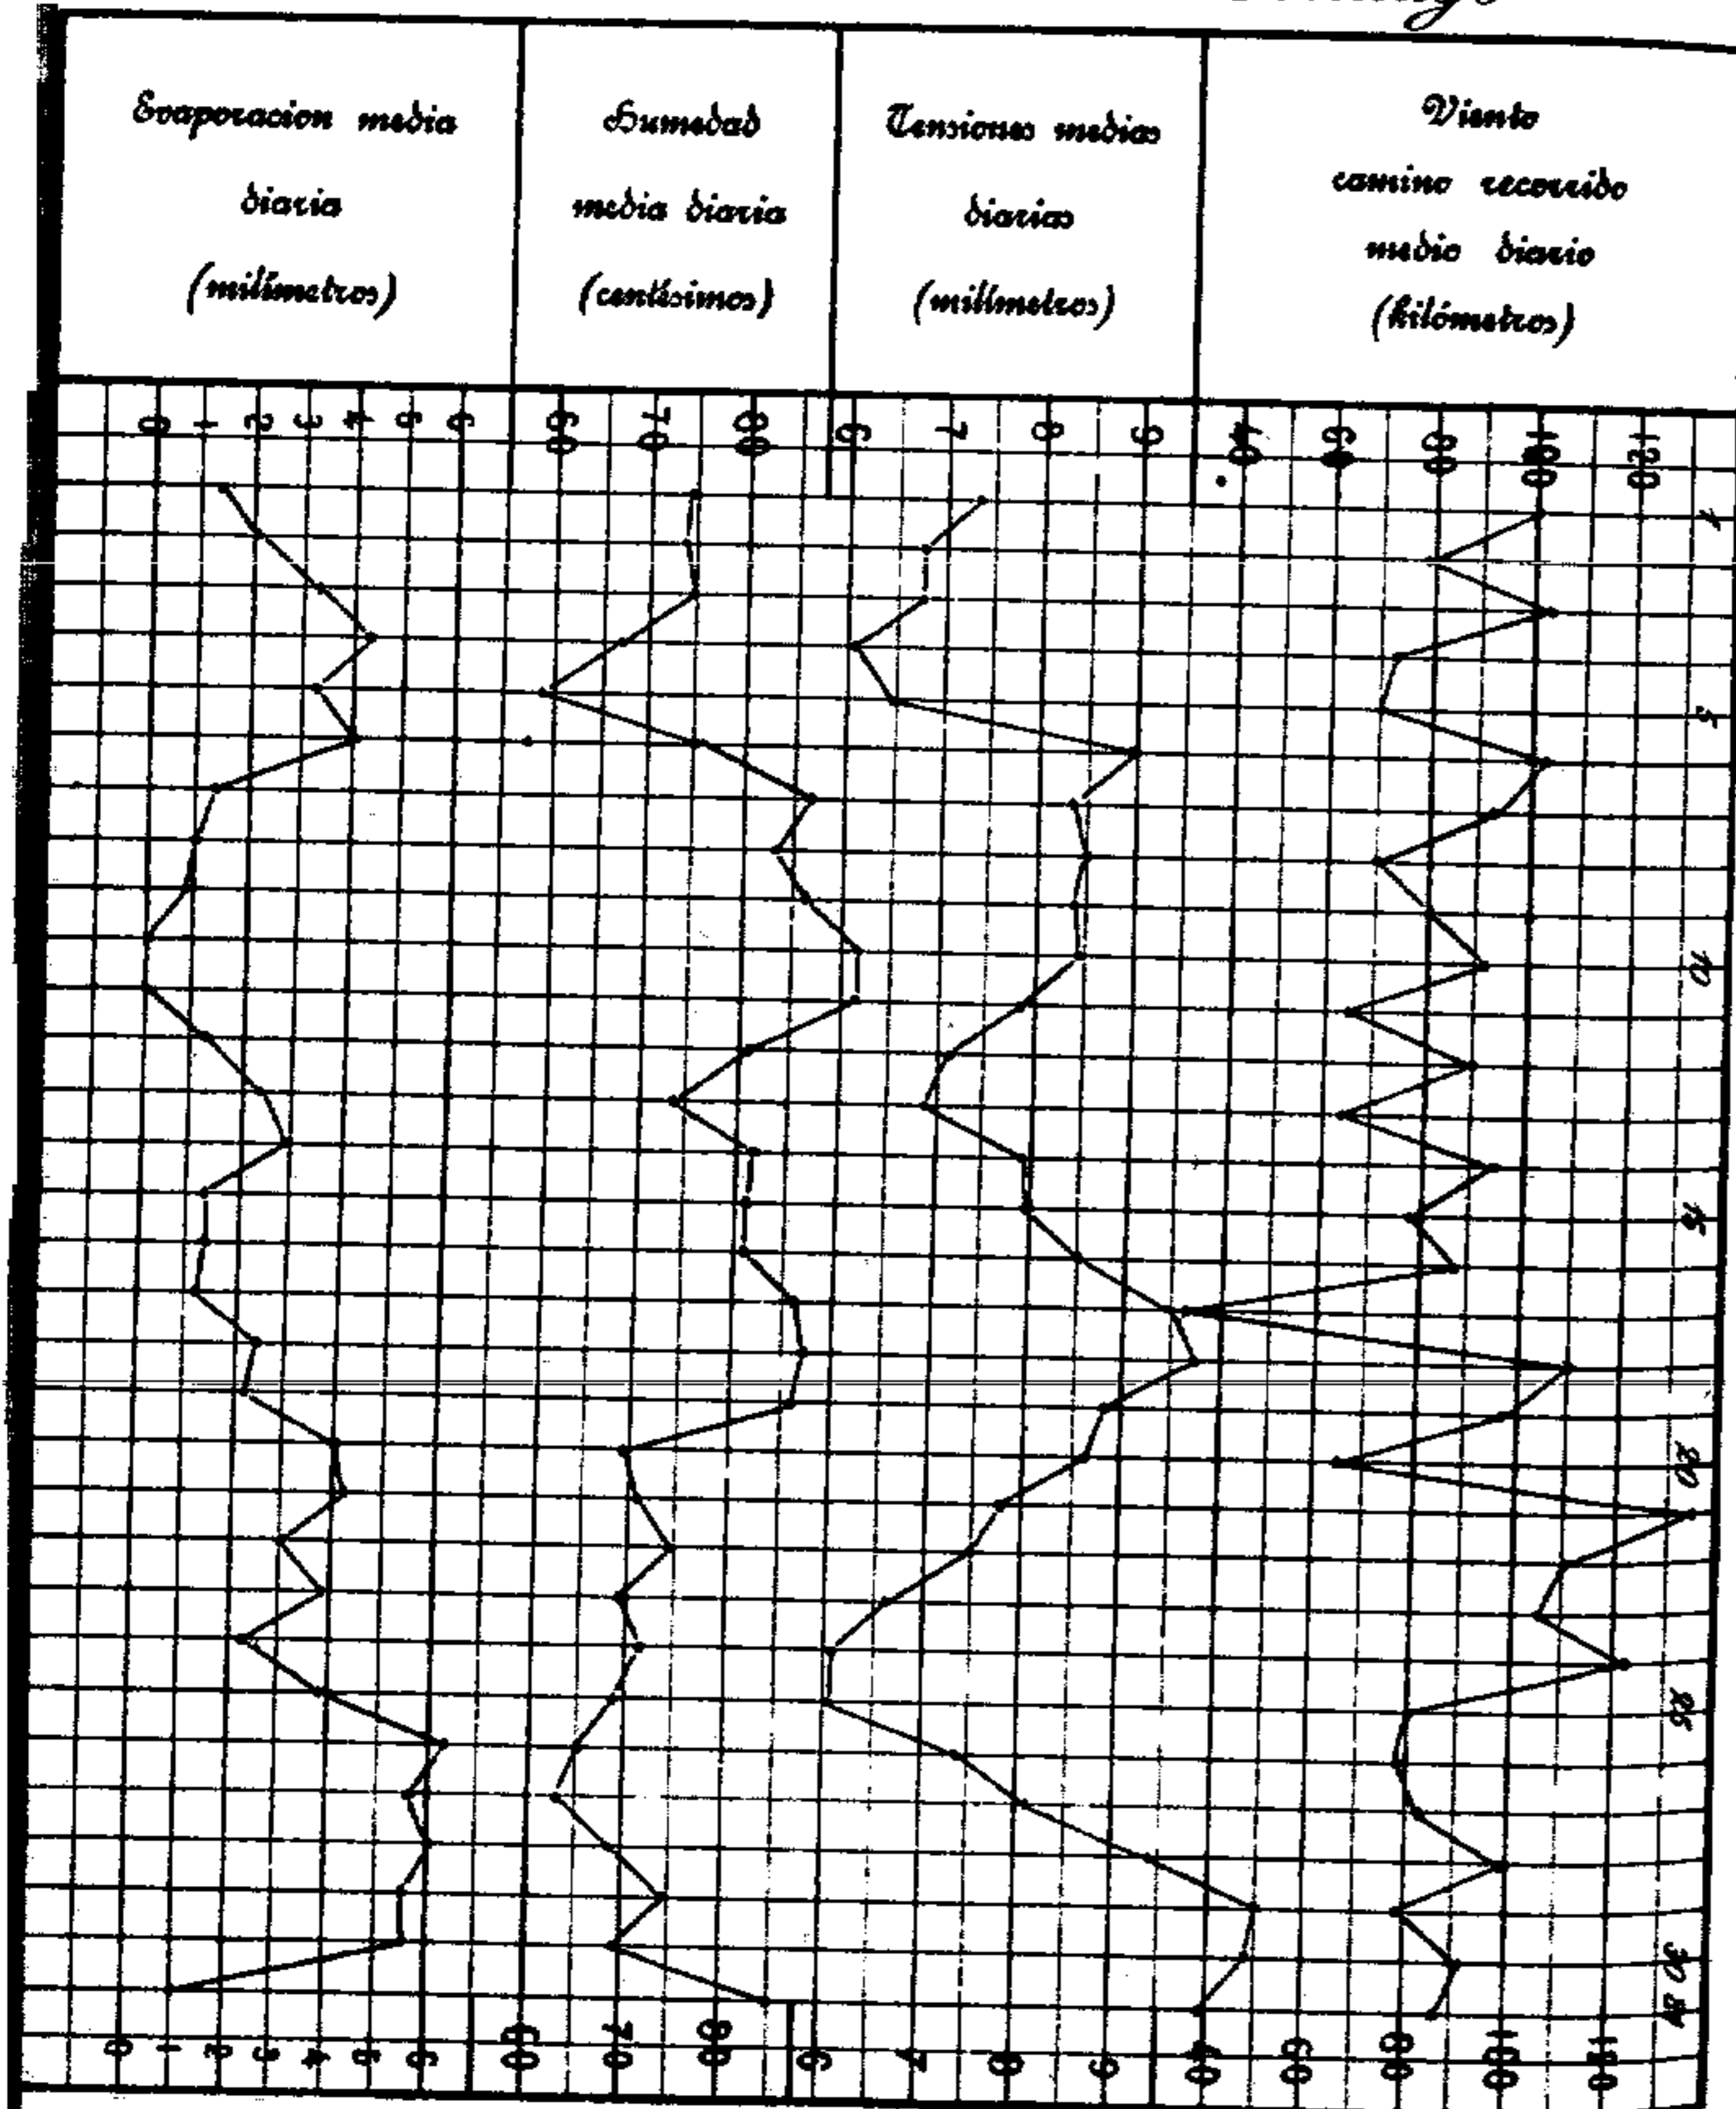 Evaporacion media
diaria
(milímetros)
Humedad
media diaria
(centésimos)
Tensiones medias
diarias
(milímetros)
Viento
camino recorrido
medio diario
(kilómetros)
0 1 2 3 4 5 6 60 70 80 6 7 8 9 40 60 80 100 120
1
5
10
15
20
25
30
31
0 1 2 3 4 5 6 60 70 80 6 7 8 9 40 60 80 100 120